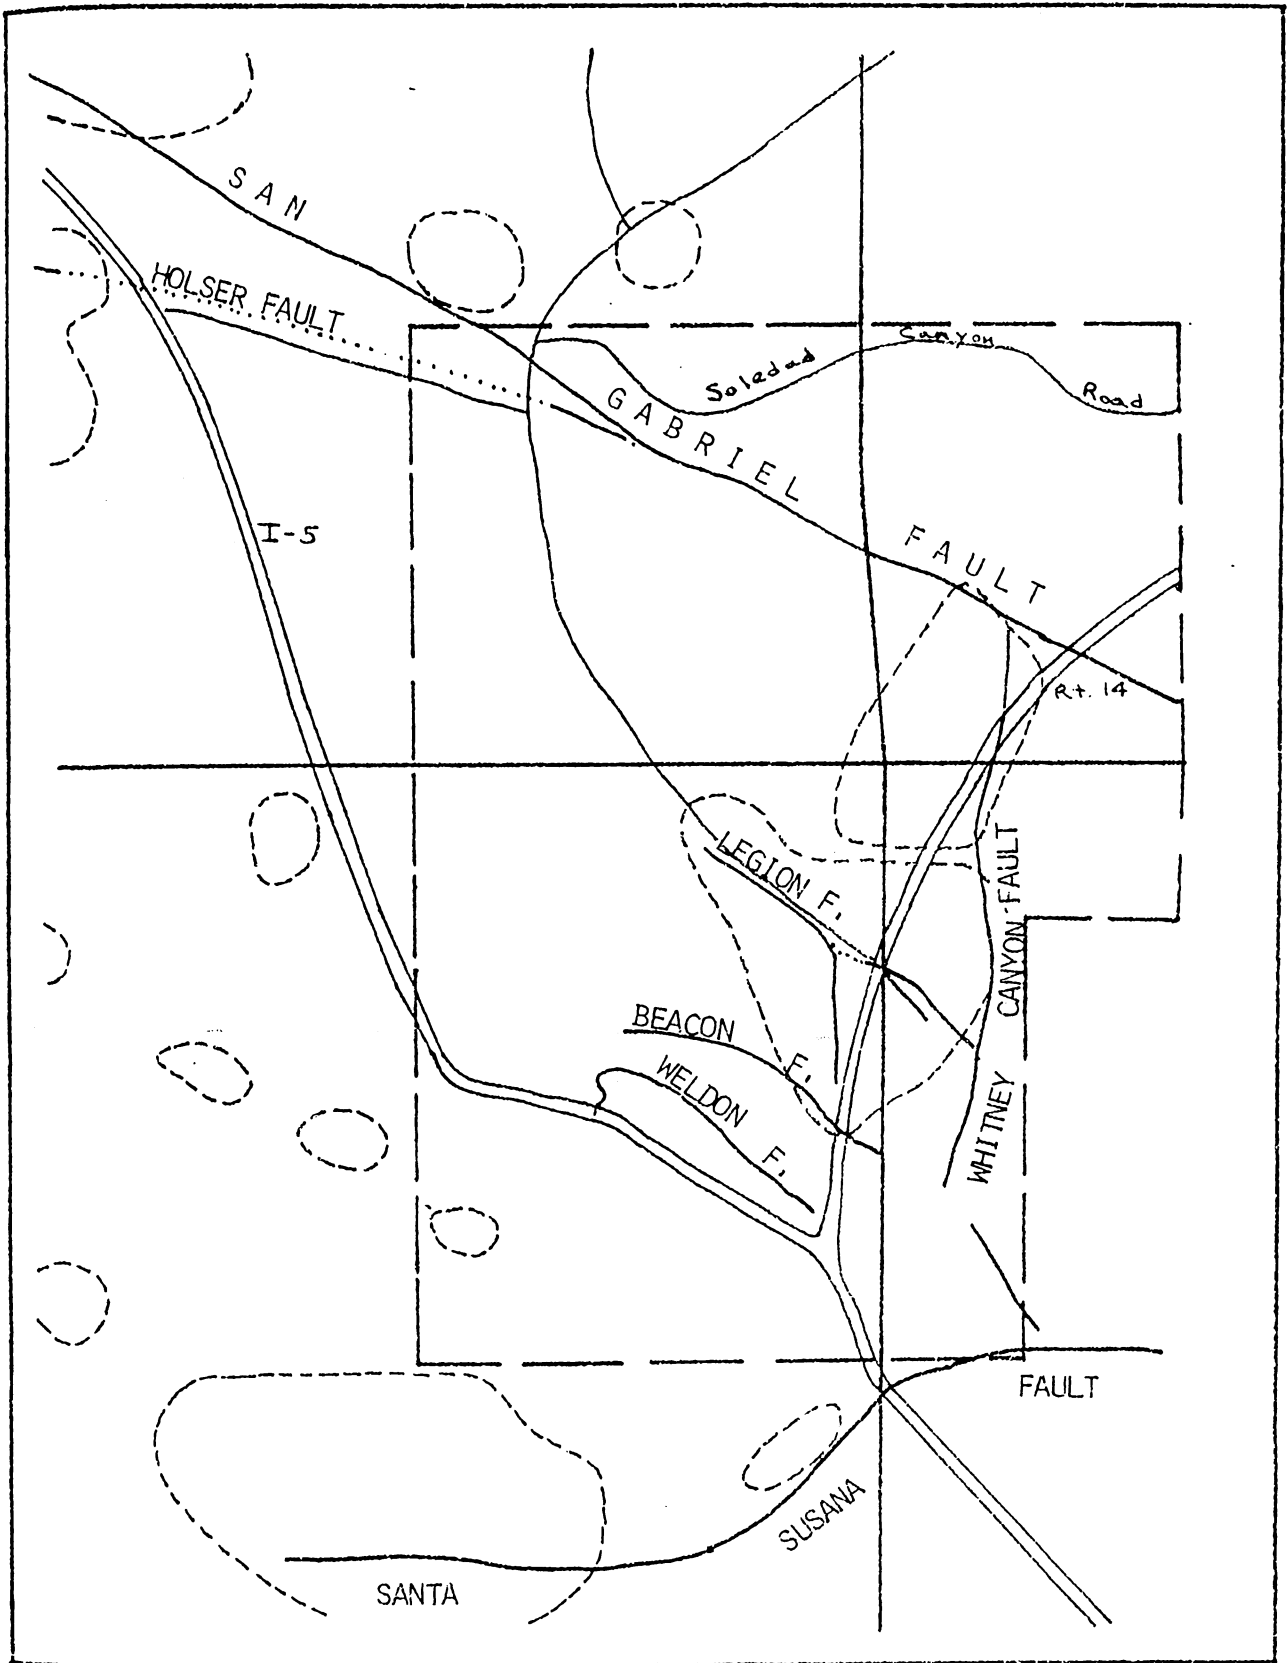 SAN
HOLSER FAULT
Canyon
Soledad
Road
GABRIEL
I-5
FAULT
Rt. 14
LEGION F.
CANYON FAULT
BEACON
F.
WELDON
F.
WHITNEY
FAULT
SUSANA
SANTA